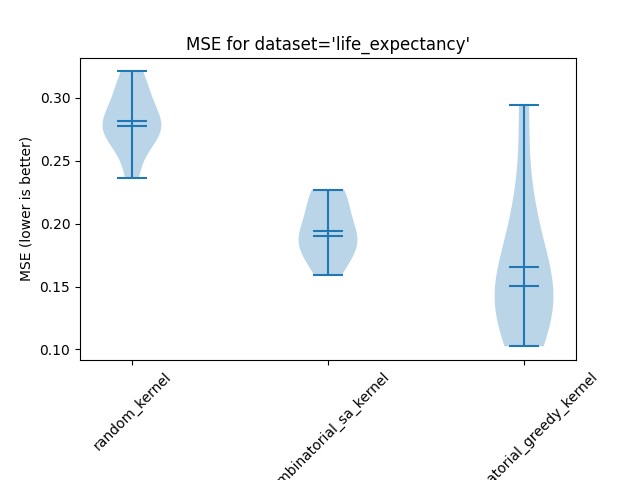 MSE for dataset='life_expectancy'
MSE (lower is better)
0.30
0.25
0.20
0.15
0.10
random_kernel
mbinatorial_sa_kernel
atorial_greedy_kernel